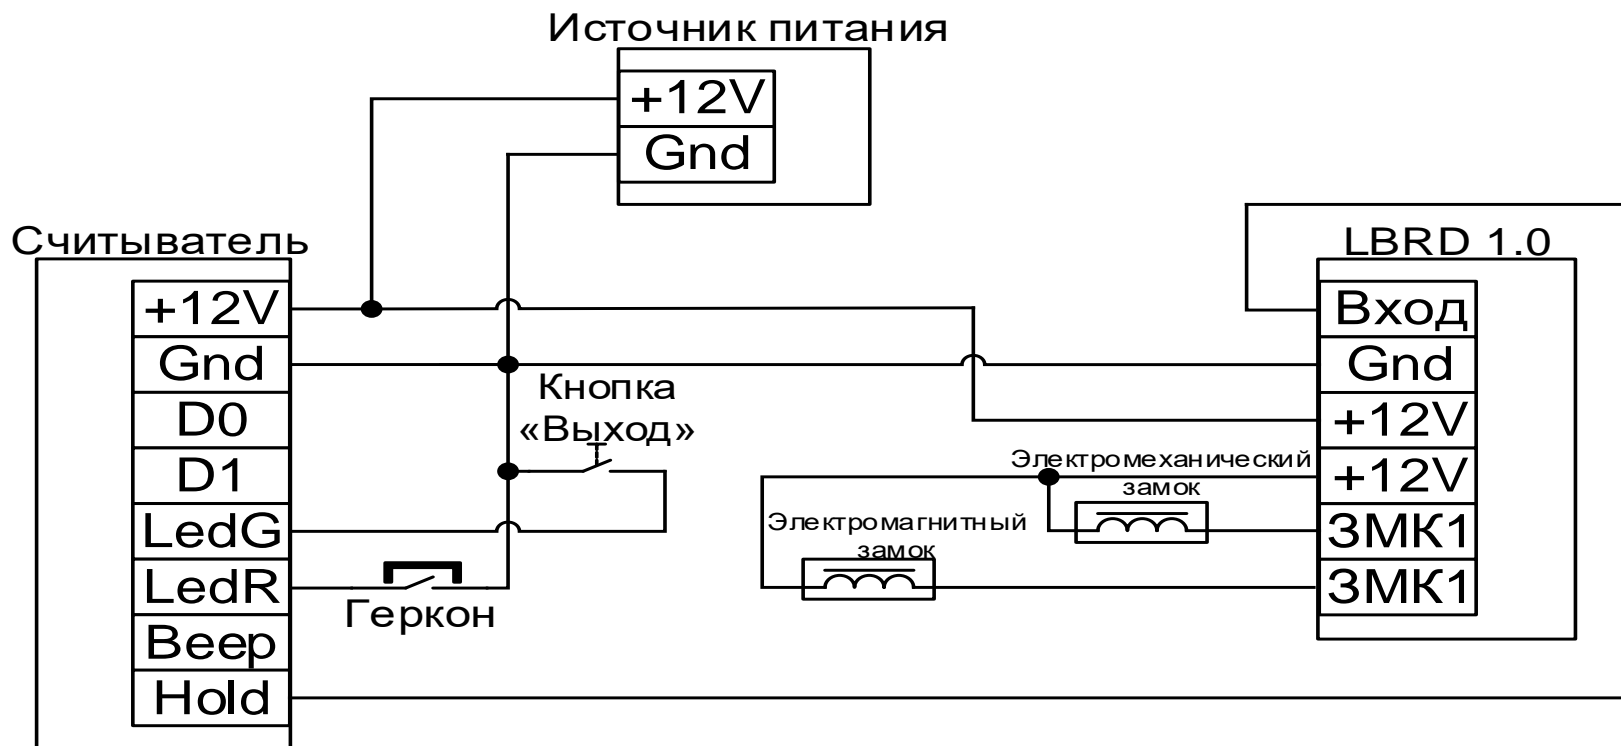 Источник питания
+12V
Gnd
Считыватель
+12V
Gnd
D0
D1
LedG
LedR
Beep
Hold
Кнопка
«Выход»
Геркон
Электромеханический
замок
Электромагнитный
замок
LBRD 1.0
Вход
Gnd
+12V
+12V
ЗМК1
ЗМК1